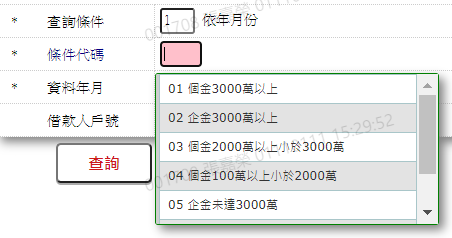 * 查詢條件 1 依年月份
* 條件代碼
* 資料年月
借款人戶號
01 個金3000萬以上
02 企金3000萬以上
03 個金2000萬以上小於3000萬
04 個金100萬以上小於2000萬
05 企金未達3000萬
查詢